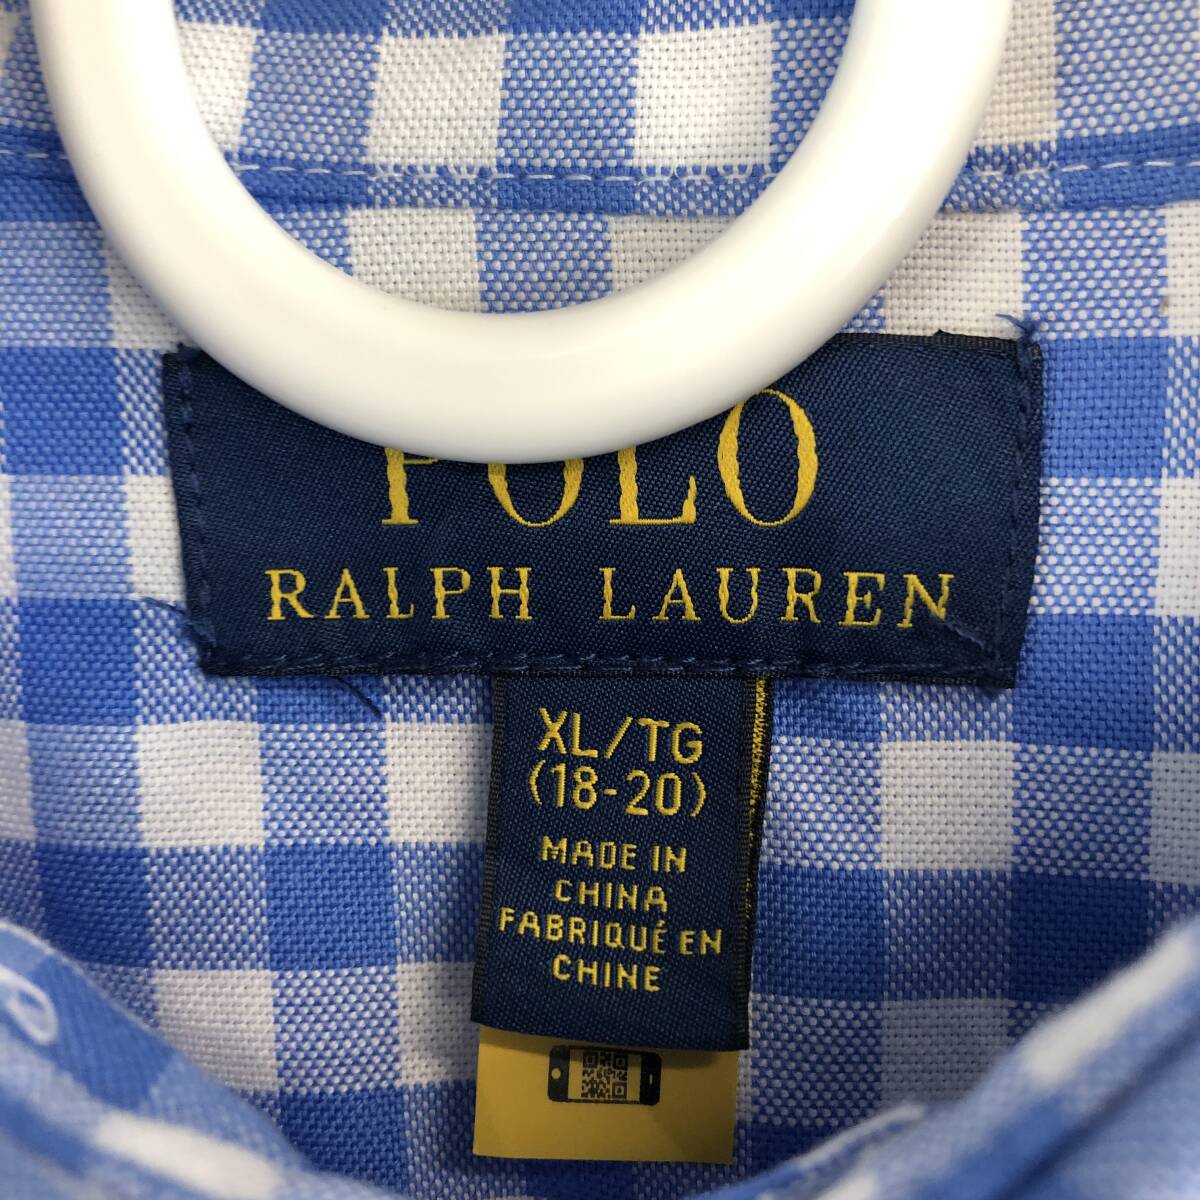 POLO
RALPH LAUREN
XL/TG
(18-20)
MADE IN
CHINA
FABRIQUÉ EN
CHINE